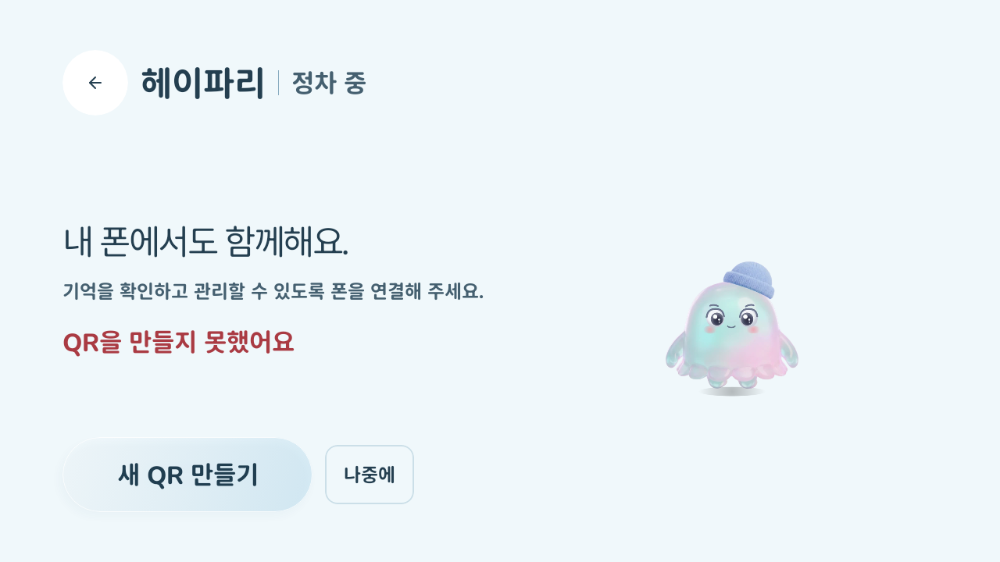 헤이파리
정차 중
내 폰에서도 함께해요.
기억을 확인하고 관리할 수 있도록 폰을 연결해 주세요.
QR을 만들지 못했어요
새 QR 만들기
나중에